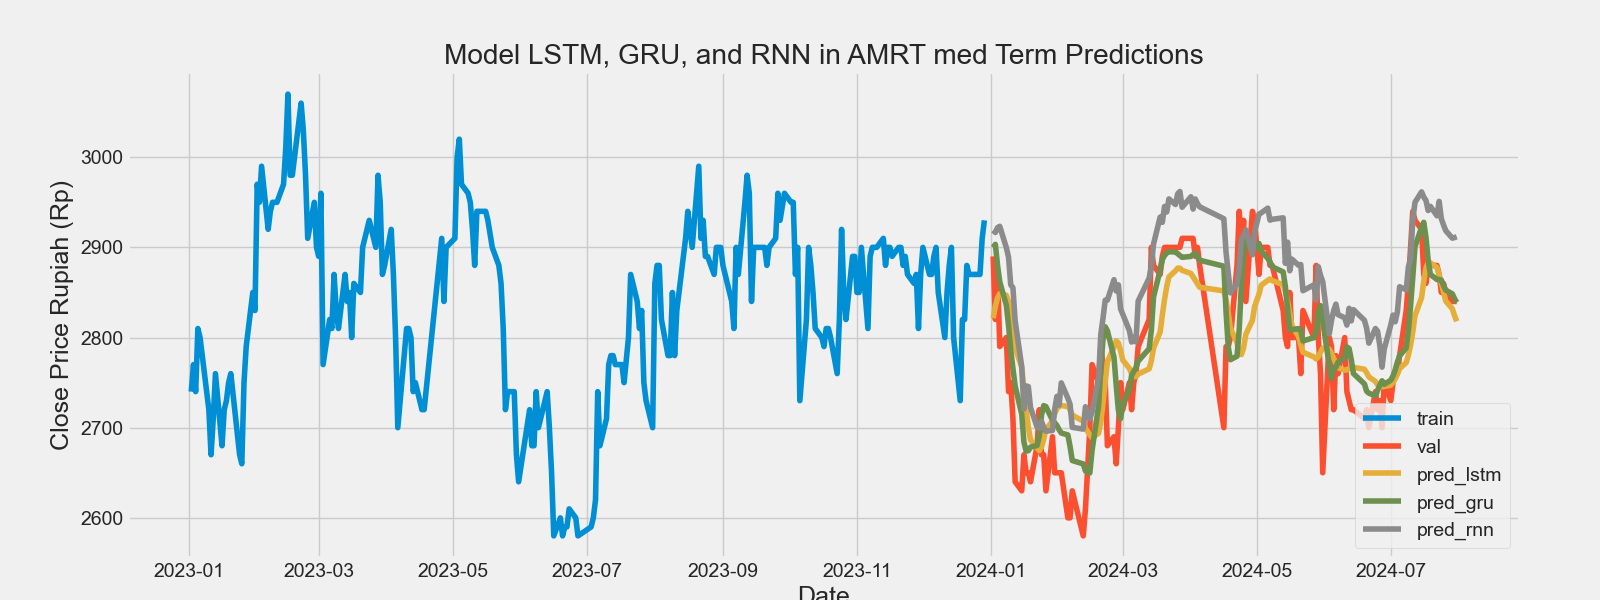 Model LSTM, GRU, and RNN in AMRT med Term Predictions
Close Price Rupiah (Rp)
3000
2900
2800
2700
2600
train
val
pred_lstm
pred_gru
pred_rnn
2023-01 2023-03 2023-05 2023-07 2023-09 2023-11 2024-01 2024-03 2024-05 2024-07
Date